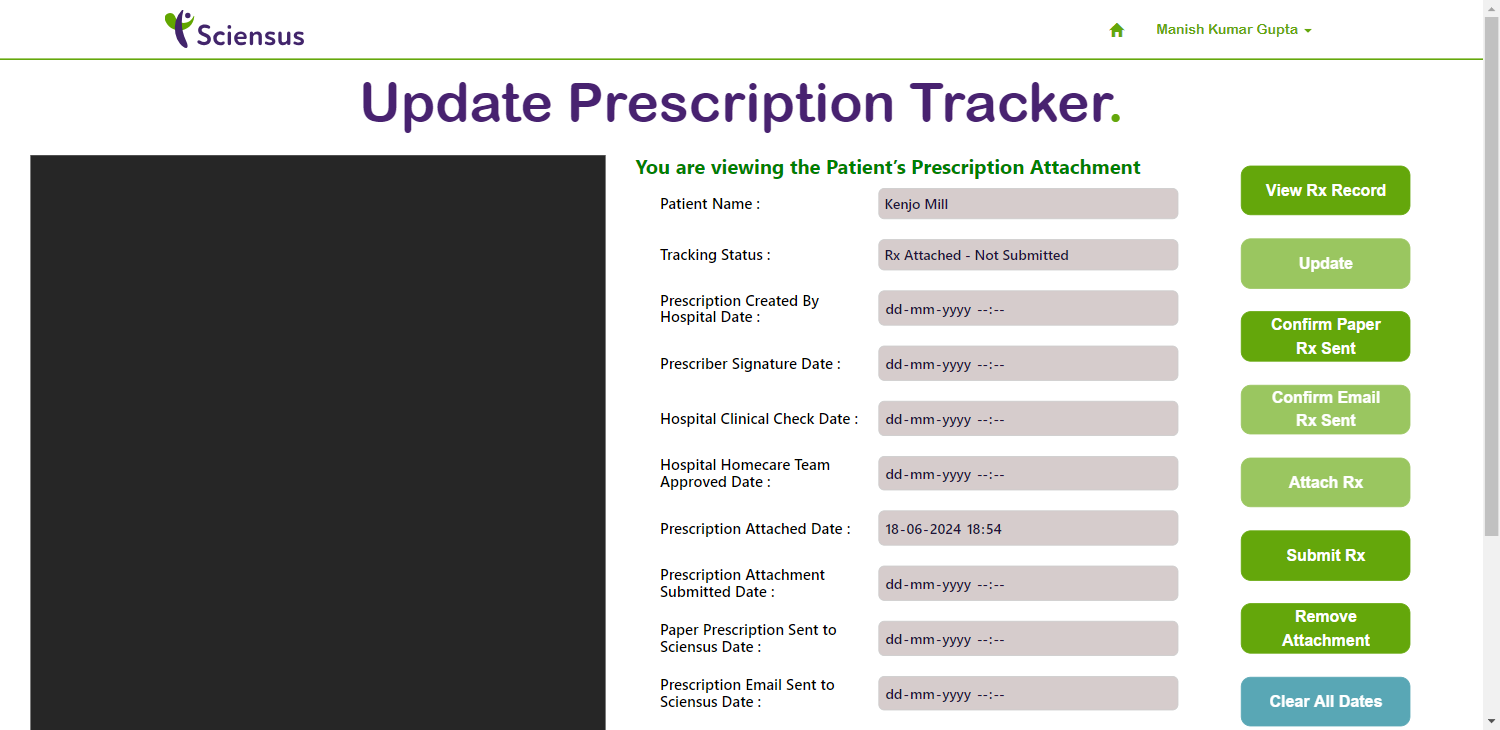 Sciensus
Manish Kumar Gupta
Update Prescription Tracker.
You are viewing the Patient’s Prescription Attachment
Patient Name :
Kenjo Mill
Tracking Status :
Rx Attached - Not Submitted
Prescription Created By
Hospital Date :
dd-mm-yyyy --:--
Prescriber Signature Date :
dd-mm-yyyy --:--
Hospital Clinical Check Date :
dd-mm-yyyy --:--
Hospital Homecare Team
Approved Date :
dd-mm-yyyy --:--
Prescription Attached Date :
18-06-2024 18:54
Prescription Attachment
Submitted Date :
dd-mm-yyyy --:--
Paper Prescription Sent to
Sciensus Date :
dd-mm-yyyy --:--
Prescription Email Sent to
Sciensus Date :
dd-mm-yyyy --:--
View Rx Record
Update
Confirm Paper
Rx Sent
Confirm Email
Rx Sent
Attach Rx
Submit Rx
Remove
Attachment
Clear All Dates